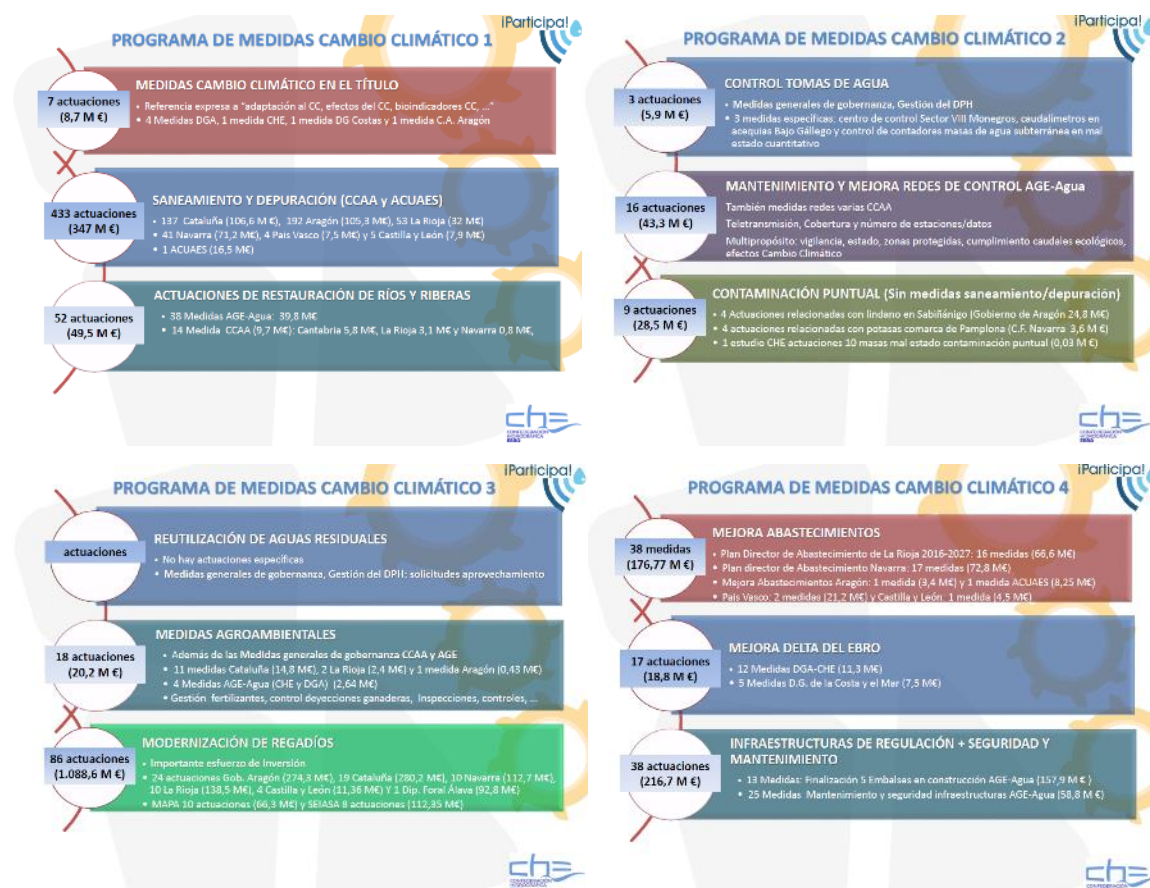 iParticipa!
PROGRAMA DE MEDIDAS CAMBIO CLIMÁTICO 1
7 actuaciones
(8,7 M €)
MEDIDAS CAMBIO CLIMÁTICO EN EL TÍTULO
• Referencia expresa a "adaptación al CC, efectos del CC, bioindicadores CC, ..."
• 4 Medidas DGA, 1 medida CHE, 1 medida DG Costas y 1 medida C.A. Aragón
433 actuaciones
(347 M €)
SANEAMIENTO Y DEPURACIÓN (CCAA y ACUAES)
• 137 Cataluña (106,6 M €), 192 Aragón (105,3 M€), 53 La Rioja (32 M€)
• 41 Navarra (71,2 M€), 4 Pais Vasco (7,5 M€) y 5 Castilla y León (7,9 M€)
• 1 ACUAES (16,5 M€)
52 actuaciones
(49,5 M €)
ACTUACIONES DE RESTAURACIÓN DE RÍOS Y RIBERAS
• 38 Medidas AGE-Agua: 39,8 M€
• 14 Medida CCAA (9,7 M€): Cantabria 5,8 M€, La Rioja 3,1 M€ y Navarra 0,8 M€,
che
CONFEDERACIÓN
HIDROGRÁFICA
EBRO
iParticipa!
PROGRAMA DE MEDIDAS CAMBIO CLIMÁTICO 2
3 actuaciones
(5,9 M €)
CONTROL TOMAS DE AGUA
• Medidas generales de gobernanza, Gestión del DPH
• 3 medidas específicas: centro de control Sector VIII Monegros, caudalímetros en
acequias Bajo Gállego y control de contadores masas de agua subterránea en mal
estado cuantitativo
16 actuaciones
(43,3 M €)
MANTENIMIENTO Y MEJORA REDES DE CONTROL AGE-Agua
También medidas redes varias CCAA
Teletransmisión, Cobertura y número de estaciones/datos
Multipropósito: vigilancia, estado, zonas protegidas, cumplimiento caudales ecológicos,
efectos Cambio Climático
9 actuaciones
(28,5 M €)
CONTAMINACIÓN PUNTUAL (Sin medidas saneamiento/depuración)
• 4 Actuaciones relacionadas con lindano en Sabiñánigo (Gobierno de Aragón 24,8 M€)
• 4 actuaciones relacionadas con potasas comarca de Pamplona (C.F. Navarra 3,6 M €)
• 1 estudio CHE actuaciones 10 masas mal estado contaminación puntual (0,03 M €)
che
CONFEDERACIÓN
HIDROGRÁFICA
EBRO
iParticipa!
PROGRAMA DE MEDIDAS CAMBIO CLIMÁTICO 3
actuaciones
REUTILIZACIÓN DE AGUAS RESIDUALES
• No hay actuaciones específicas
• Medidas generales de gobernanza, Gestión del DPH: solicitudes aprovechamiento
18 actuaciones
(20,2 M €)
MEDIDAS AGROAMBIENTALES
• Además de las Medidas generales de gobernanza CCAA y AGE
• 11 medidas Cataluña (14,8 M€), 2 La Rioja (2,4 M€) y 1 medida Aragón (0,43 M€)
• 4 Medidas AGE-Agua (CHE y DGA) (2,64 M€)
• Gestión fertilizantes, control deyecciones ganaderas, Inspecciones, controles, ...
86 actuaciones
(1.088,6 M €)
MODERNIZACIÓN DE REGADÍOS
• Importante esfuerzo de Inversión
• 24 actuaciones Gob. Aragón (274,3 M€), 19 Cataluña (280,2 M€), 10 Navarra (112,7 M€),
10 La Rioja (138,5 M€), 4 Castilla y León (11,36 M€) Y 1 Dip. Foral Álava (92,8 M€)
• MAPA 10 actuaciones (66,3 M€) y SEIASA 8 actuaciones (112,35 M€)
che
CONFEDERACIÓN
HIDROGRÁFICA
iParticipa!
PROGRAMA DE MEDIDAS CAMBIO CLIMÁTICO 4
38 medidas
(176,77 M €)
MEJORA ABASTECIMIENTOS
• Plan Director de Abastecimiento de La Rioja 2016-2027: 16 medidas (66,6 M€)
• Plan director de Abastecimiento Navarra: 17 medidas (72,8 M€)
• Mejora Abastecimientos Aragón: 1 medida (3,4 M€) y 1 medida ACUAES (8,25 M€)
• País Vasco: 2 medidas (21,2 M€) y Castilla y León: 1 medida (4,5 M€)
17 actuaciones
(18,8 M €)
MEJORA DELTA DEL EBRO
• 12 Medidas DGA-CHE (11,3 M€)
• 5 Medidas D.G. de la Costa y el Mar (7,5 M€)
38 actuaciones
(216,7 M €)
INFRAESTRUCTURAS DE REGULACIÓN + SEGURIDAD Y
MANTENIMIENTO
• 13 Medidas: Finalización 5 Embalses en construcción AGE-Agua (157,9 M €)
• 25 Medidas Mantenimiento y seguridad infraestructuras AGE-Agua (58,8 M €)
che
CONFEDERACIÓN